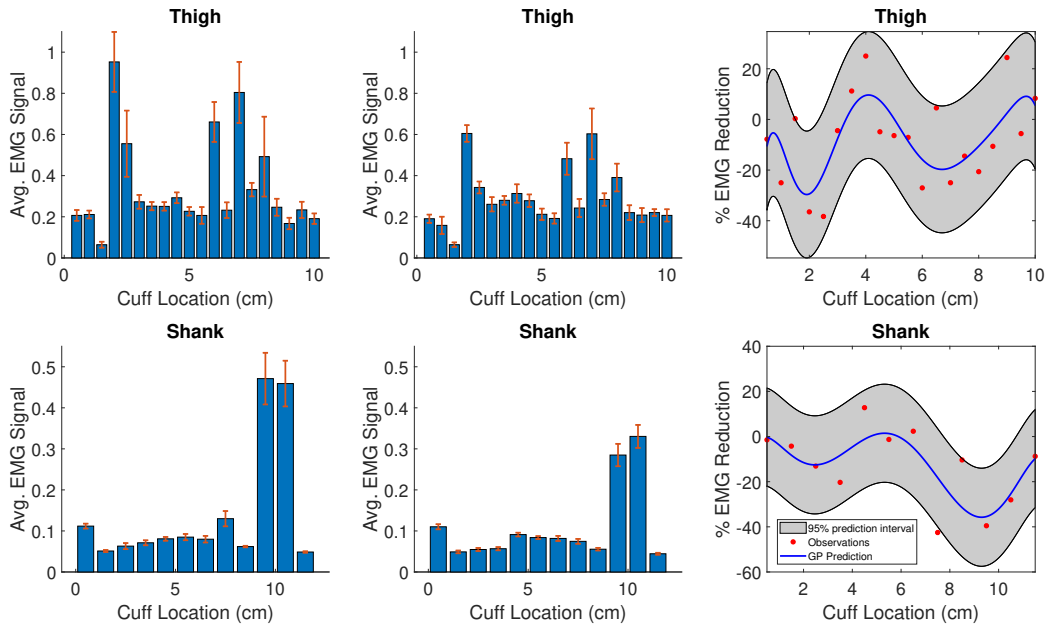 Thigh
Avg. EMG Signal
1
0.8
0.6
0.4
0.2
0
0 5 10
Cuff Location (cm)
Thigh
Avg. EMG Signal
1
0.8
0.6
0.4
0.2
0
0 5 10
Cuff Location (cm)
Thigh
% EMG Reduction
20
0
-20
-40
2 4 6 8 10
Cuff Location (cm)
Shank
Avg. EMG Signal
0.5
0.4
0.3
0.2
0.1
0
0 5 10
Cuff Location (cm)
Shank
Avg. EMG Signal
0.5
0.4
0.3
0.2
0.1
0
0 5 10
Cuff Location (cm)
Shank
% EMG Reduction
40
20
0
-20
-40
-60
95% prediction interval
Observations
GP Prediction
2 4 6 8 10
Cuff Location (cm)